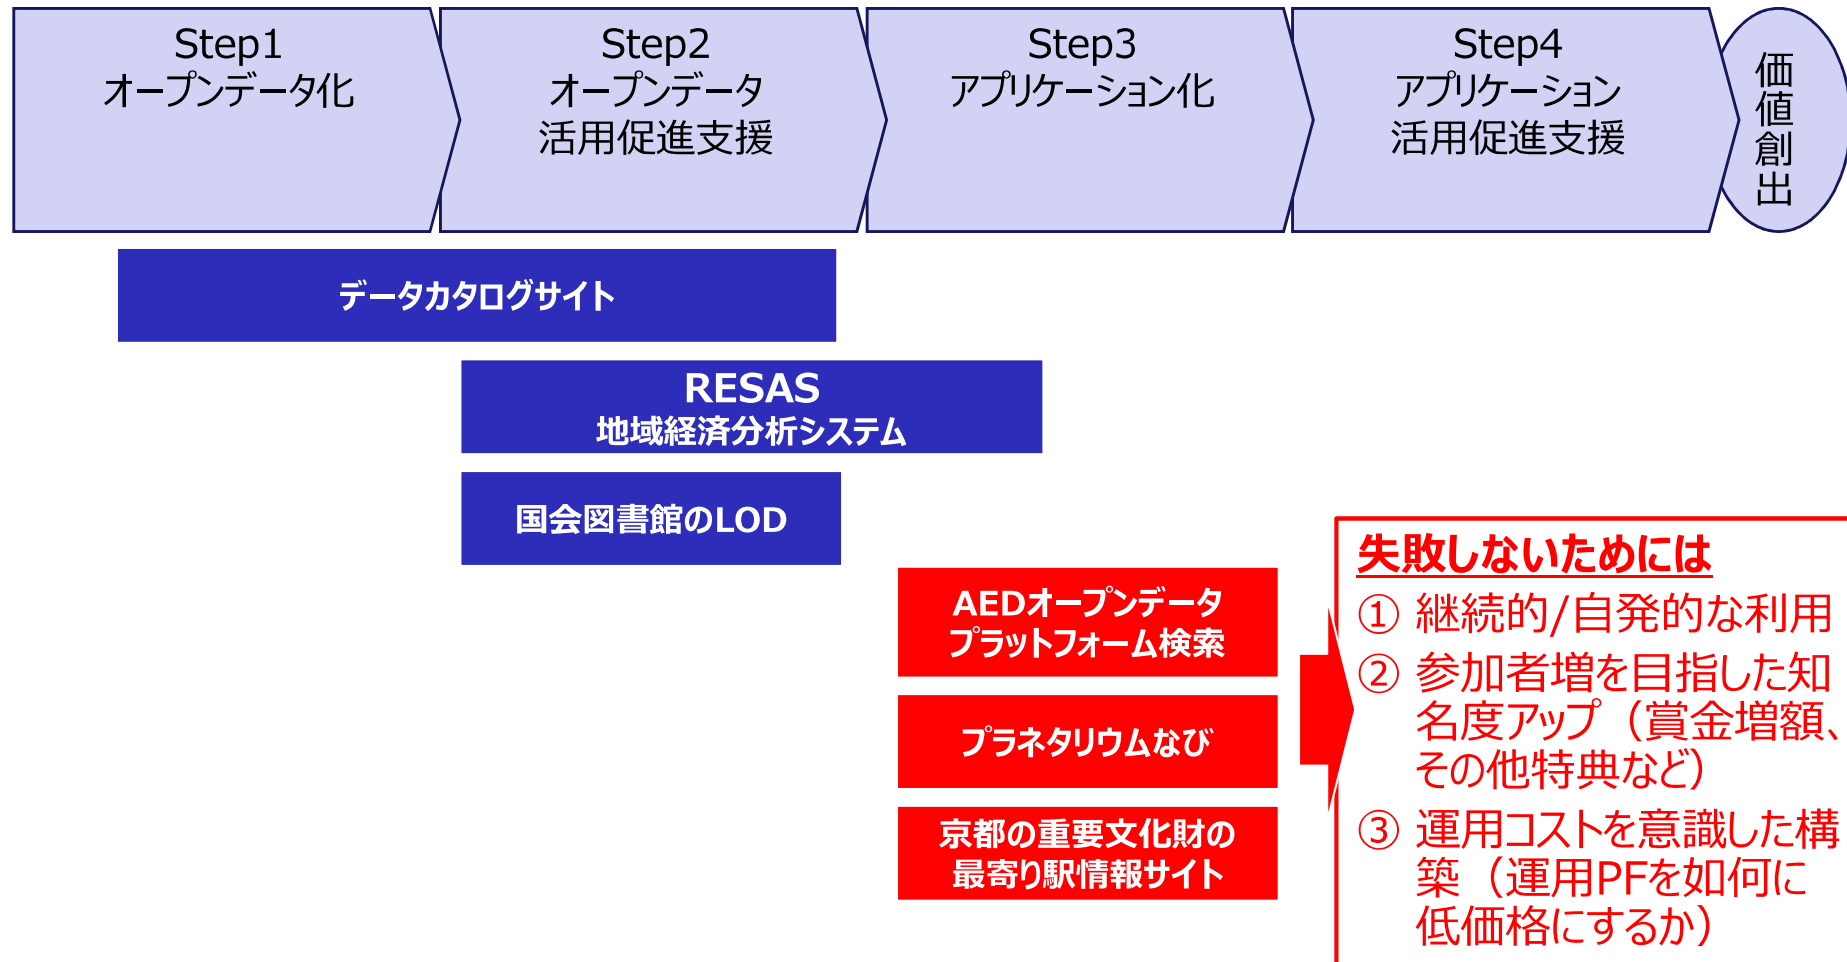 Step1
オープンデータ化
Step2
オープンデータ
活用促進支援
Step3
アプリケーション化
Step4
アプリケーション
活用促進支援
価値創出
データカタログサイト
RESAS
地域経済分析システム
国会図書館のLOD
AEDオープンデータ
プラットフォーム検索
プラネタリウムなび
京都の重要文化財の
最寄り駅情報サイト
失敗しないためには
① 継続的/自発的な利用
② 参加者増を目指した知
名度アップ（賞金増額、
その他特典など）
③ 運用コストを意識した構
築（運用PFを如何に
低価格にするか）